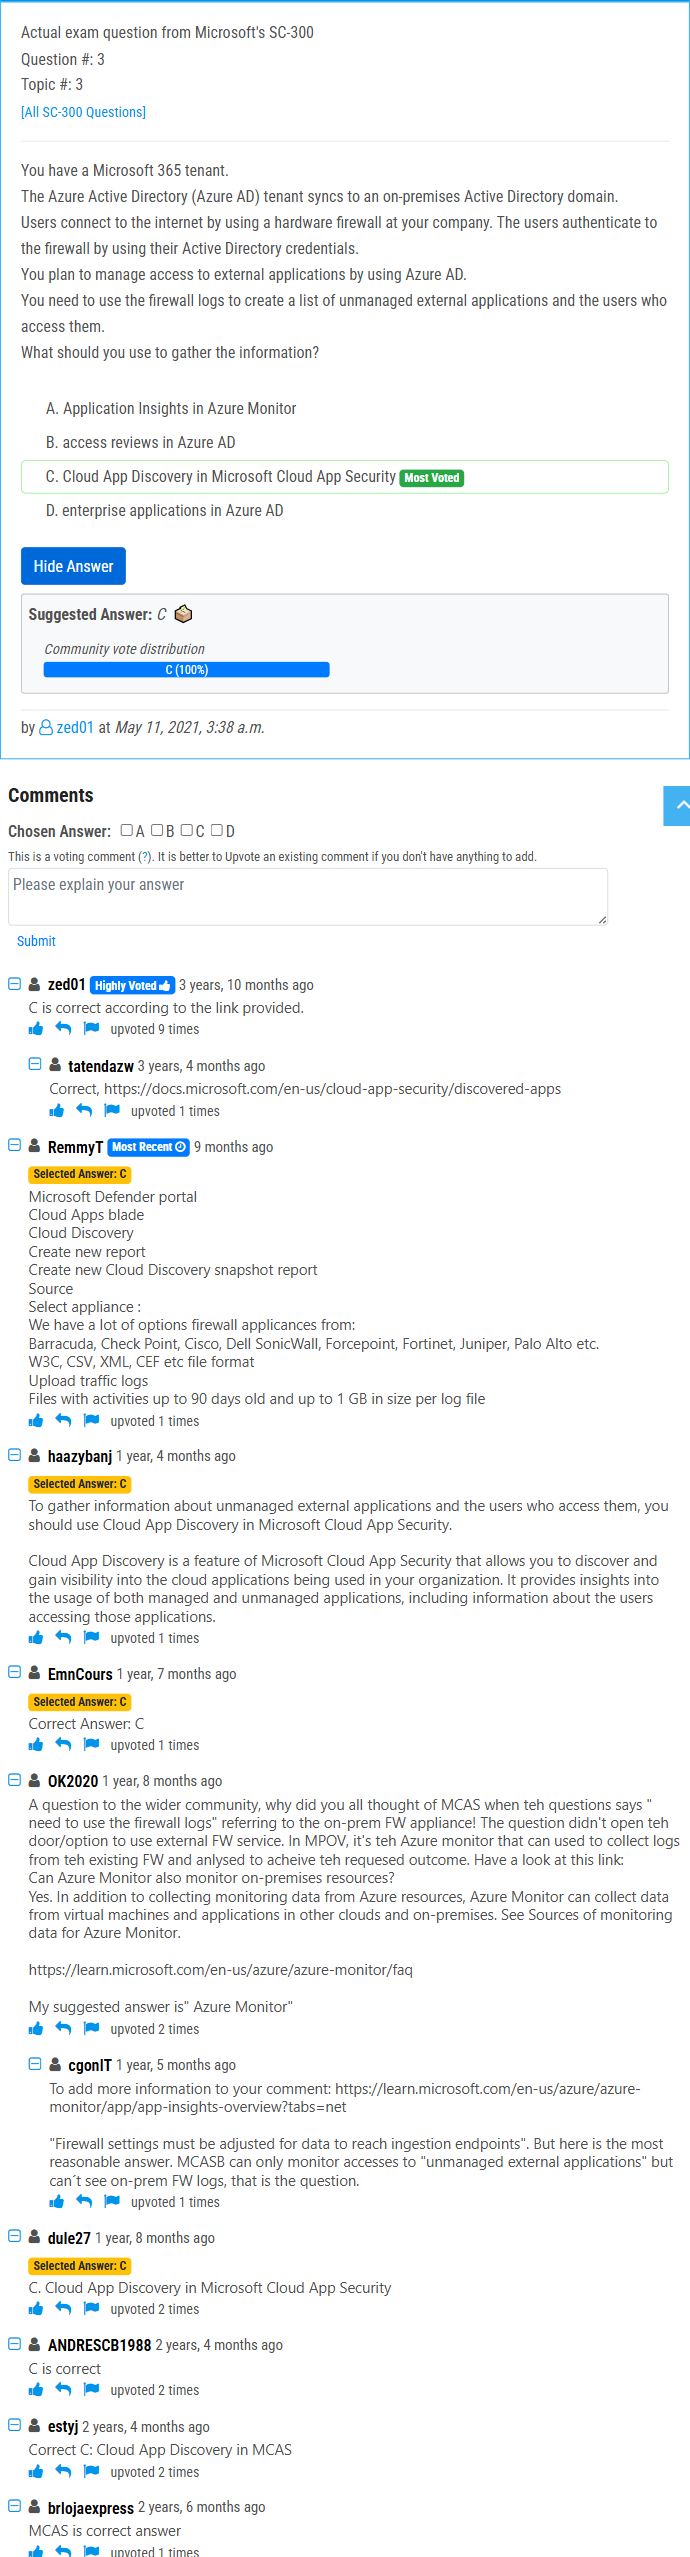 Actual exam question from Microsoft's SC-300
Question #: 3
Topic #: 3
[All SC-300 Questions]
You have a Microsoft 365 tenant.
The Azure Active Directory (Azure AD) tenant syncs to an on-premises Active Directory domain.
Users connect to the internet by using a hardware firewall at your company. The users authenticate to
the firewall by using their Active Directory credentials.
You plan to manage access to external applications by using Azure AD.
You need to use the firewall logs to create a list of unmanaged external applications and the users who
access them.
What should you use to gather the information?
A. Application Insights in Azure Monitor
B. access reviews in Azure AD
C. Cloud App Discovery in Microsoft Cloud App Security Most Voted
D. enterprise applications in Azure AD
Hide Answer
Suggested Answer: C
Community vote distribution
C (100%)
by zed01 at May 11, 2021, 3:38 a.m.
Comments
Chosen Answer: A B C D
This is a voting comment (?). It is better to Upvote an existing comment if you don't have anything to add.
Please explain your answer
Submit
zed01 Highly Voted 3 years, 10 months ago
C is correct according to the link provided.
upvoted 9 times
tatendazw 3 years, 4 months ago
Correct, https://docs.microsoft.com/en-us/cloud-app-security/discovered-apps
upvoted 1 times
RemmyT Most Recent 9 months ago
Selected Answer: C
Microsoft Defender portal
Cloud Apps blade
Cloud Discovery
Create new report
Create new Cloud Discovery snapshot report
Source
Select appliance :
We have a lot of options firewall applicances from:
Barracuda, Check Point, Cisco, Dell SonicWall, Forcepoint, Fortinet, Juniper, Palo Alto etc.
W3C, CSV, XML, CEF etc file format
Upload traffic logs
Files with activities up to 90 days old and up to 1 GB in size per log file
upvoted 1 times
haazybanj 1 year, 4 months ago
Selected Answer: C
To gather information about unmanaged external applications and the users who access them, you
should use Cloud App Discovery in Microsoft Cloud App Security.
Cloud App Discovery is a feature of Microsoft Cloud App Security that allows you to discover and
gain visibility into the cloud applications being used in your organization. It provides insights into
the usage of both managed and unmanaged applications, including information about the users
accessing those applications.
upvoted 1 times
EmnCours 1 year, 7 months ago
Selected Answer: C
Correct Answer: C
upvoted 1 times
OK2020 1 year, 8 months ago
A question to the wider community, why did you all thought of MCAS when teh questions says "
need to use the firewall logs" referring to the on-prem FW appliance! The question didn't open teh
door/option to use external FW service. In MPOV, it's teh Azure monitor that can used to collect logs
from teh existing FW and anlysed to acheive teh requesed outcome. Have a look at this link:
Can Azure Monitor also monitor on-premises resources?
Yes. In addition to collecting monitoring data from Azure resources, Azure Monitor can collect data
from virtual machines and applications in other clouds and on-premises. See Sources of monitoring
data for Azure Monitor.
https://learn.microsoft.com/en-us/azure/azure-monitor/faq
My suggested answer is" Azure Monitor"
upvoted 2 times
cgonIT 1 year, 5 months ago
To add more information to your comment: https://learn.microsoft.com/en-us/azure/azure-
monitor/app/app-insights-overview?tabs=net
"Firewall settings must be adjusted for data to reach ingestion endpoints". But here is the most
reasonable answer. MCASB can only monitor accesses to "unmanaged external applications" but
can´t see on-prem FW logs, that is the question.
upvoted 1 times
dule27 1 year, 8 months ago
Selected Answer: C
C. Cloud App Discovery in Microsoft Cloud App Security
upvoted 2 times
ANDRESCB1988 2 years, 4 months ago
C is correct
upvoted 2 times
estyj 2 years, 4 months ago
Correct C: Cloud App Discovery in MCAS
upvoted 2 times
brlojaexpress 2 years, 6 months ago
MCAS is correct answer
upvoted 1 times